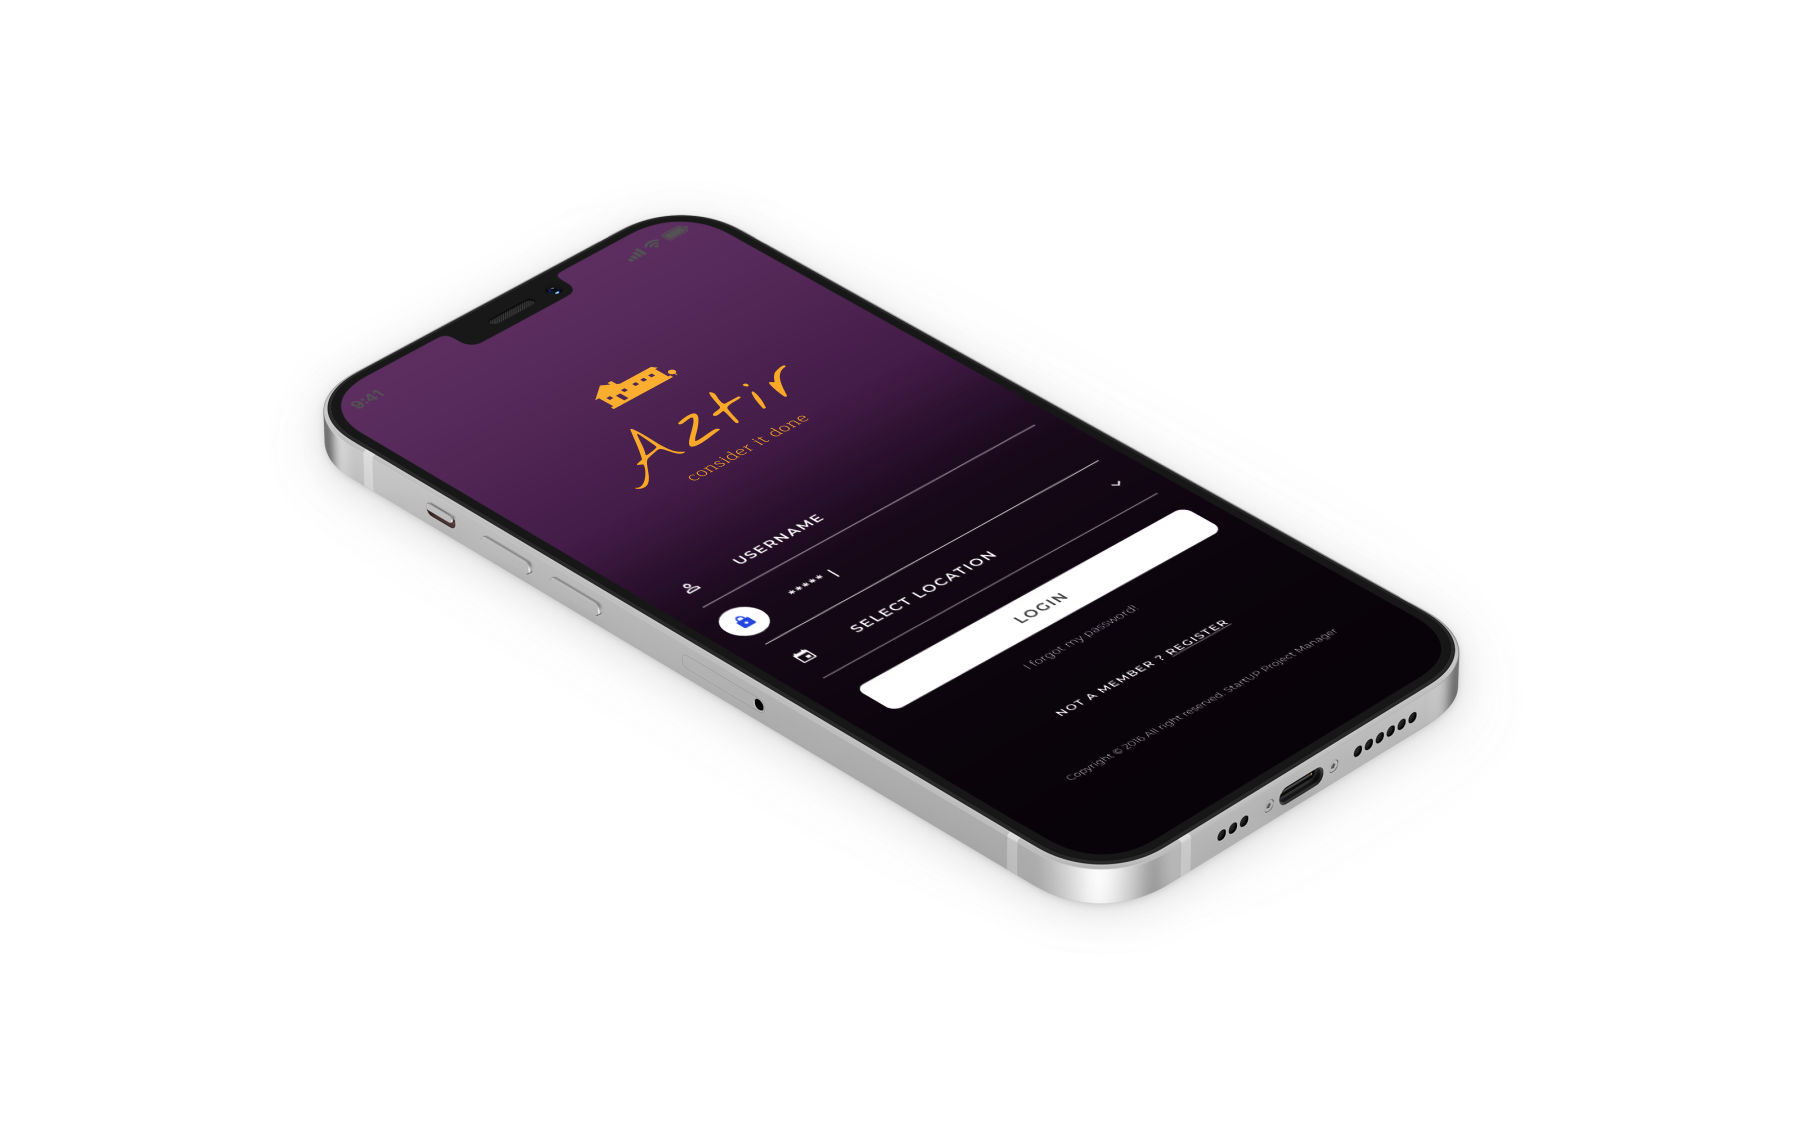 9:41
Aztir
consider it done
USERNAME
***** |
SELECT LOCATION
LOGIN
I forgot my password!
NOT A MEMBER ? REGISTER
Copyright © 2016 All right reserved. StartUP Project Manager